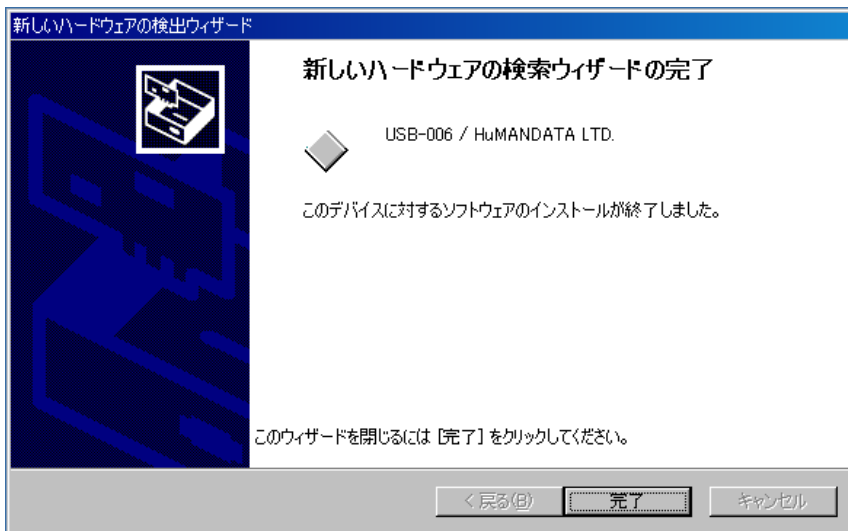 新しいハードウェアの検出ウィザード
新しいハードウェアの検索ウィザードの完了
USB-006 / HuMANDATA LTD.
このデバイスに対するソフトウェアのインストールが終了しました。
このウィザードを閉じるには [完了] をクリックしてください。
< 戻る(B)
完了
キャンセル